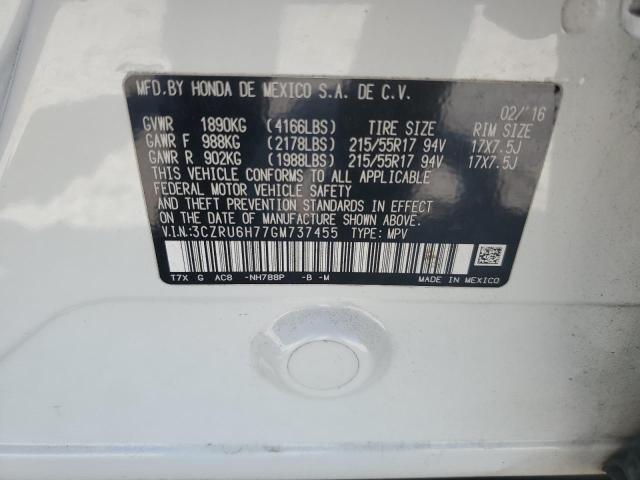 MFD.BY HONDA DE MEXICO S.A. DE C.V.
02/'16
GVWR 1890KG (4166LBS) TIRE SIZE RIM SIZE
GAWR F 988KG (2178LBS) 215/55R17 94V 17X7.5J
GAWR R 902KG (1988LBS) 215/55R17 94V 17X7.5J
THIS VEHICLE CONFORMS TO ALL APPLICABLE
FEDERAL MOTOR VEHICLE SAFETY
AND THEFT PREVENTION STANDARDS IN EFFECT
ON THE DATE OF MANUFACTURE SHOWN ABOVE.
V.I.N.:3CZRU6H77GM737455 TYPE: MPV
T7X G AC8 -NH788P -B -M MADE IN MEXICO